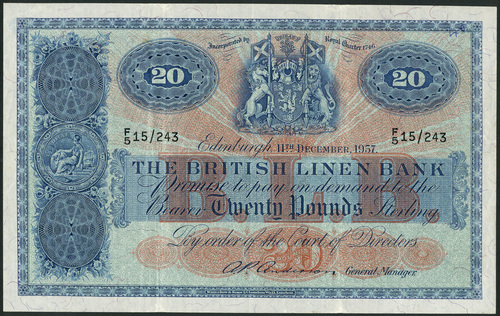 Incorporated by Royal Charter 1746
20 20
F/5 15/243 F/5 15/243
Edinburgh, 11TH DECEMBER, 1957.
THE BRITISH LINEN BANK
Promise to pay on demand to the
Bearer Twenty Pounds Sterling
By order of the Court of Directors
General Manager.